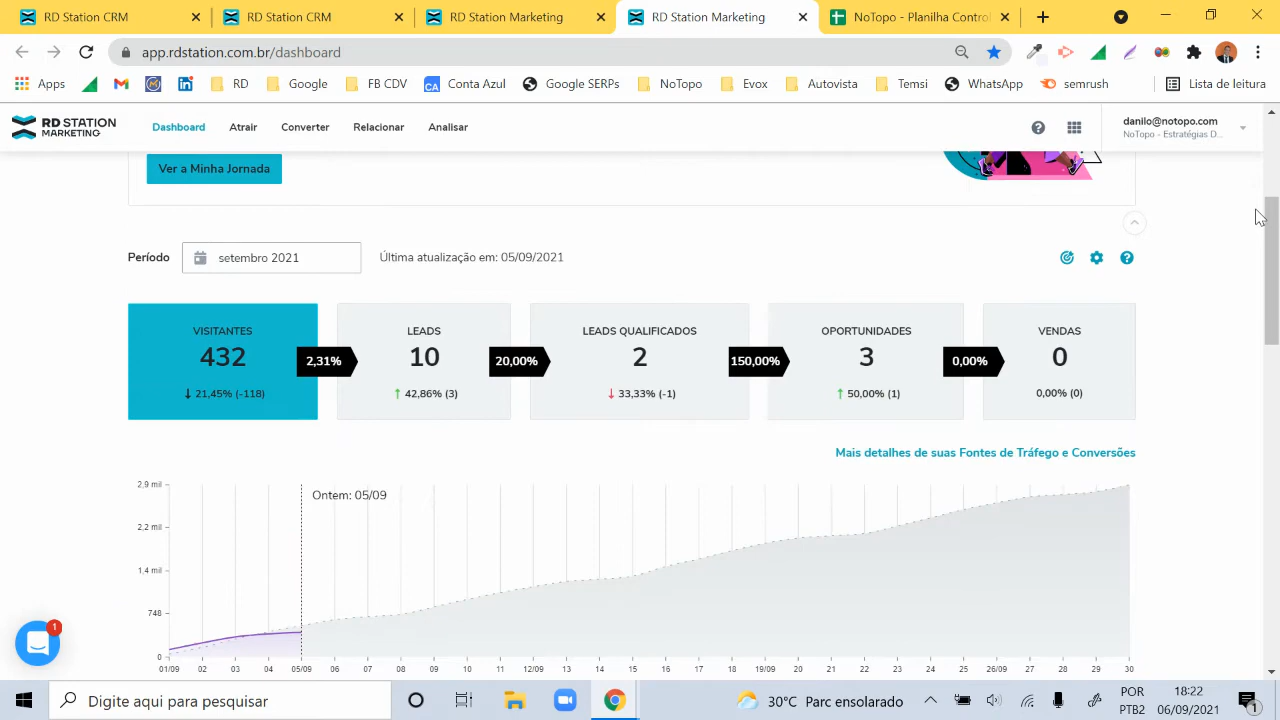 RD Station CRM
RD Station CRM
RD Station Marketing
RD Station Marketing
NoTopo - Planilha Control
app.rdstation.com.br/dashboard
Apps
RD
Google
FB CDV
CA
Conta Azul
Google SERPs
NoTopo
Evox
Autovista
Temsi
WhatsApp
semrush
Lista de leitura
RD STATION
MARKETING
Dashboard
Atrair
Converter
Relacionar
Analisar
danilo@notopo.com
NoTopo - Estratégias D...
Ver a Minha Jornada
Período
setembro 2021
Última atualização em: 05/09/2021
VISITANTES
432
21,45% (-118)
2,31%
LEADS
10
42,86% (3)
20,00%
LEADS QUALIFICADOS
2
33,33% (-1)
150,00%
OPORTUNIDADES
3
50,00% (1)
0,00%
VENDAS
0
0,00% (0)
Mais detalhes de suas Fontes de Tráfego e Conversões
2,9 mil
2,2 mil
1,4 mil
748
0
Ontem: 05/09
01/09 02 03 04 05/09 06 07 08 09 10 11 12/09 13 14 15 16 17 18 19/09 20 21 22 23 24 25 26/09 27 28 29 30
1
Digite aqui para pesquisar
30°C Parc ensolarado
POR
PTB2
18:22
06/09/2021
1